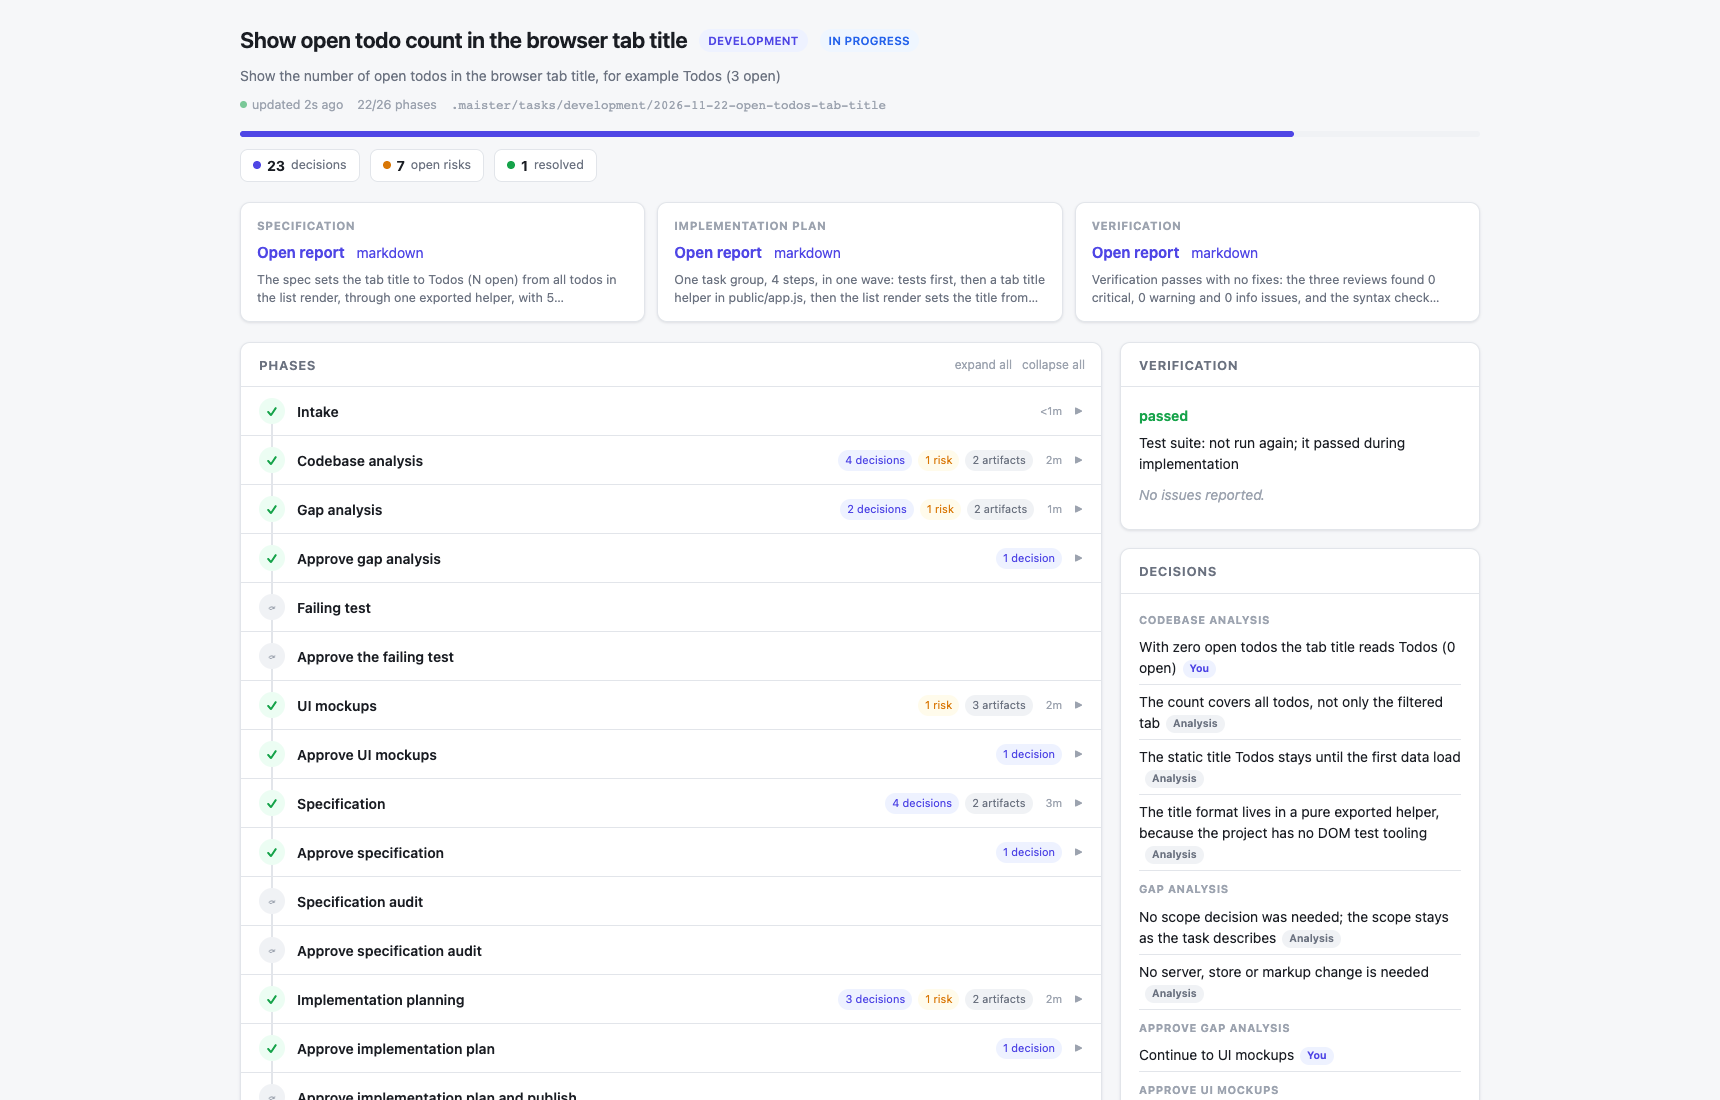 Show open todo count in the browser tab title DEVELOPMENT IN PROGRESS
Show the number of open todos in the browser tab title, for example Todos (3 open)
updated 2s ago 22/26 phases .maister/tasks/development/2026-11-22-open-todos-tab-title
23 decisions 7 open risks 1 resolved
SPECIFICATION
Open report markdown
The spec sets the tab title to Todos (N open) from all todos in
the list render, through one exported helper, with 5...
IMPLEMENTATION PLAN
Open report markdown
One task group, 4 steps, in one wave: tests first, then a tab title
helper in public/app.js, then the list render sets the title from...
VERIFICATION
Open report markdown
Verification passes with no fixes: the three reviews found 0
critical, 0 warning and 0 info issues, and the syntax check...
PHASES expand all collapse all
Intake <1m
Codebase analysis 4 decisions 1 risk 2 artifacts 2m
Gap analysis 2 decisions 1 risk 2 artifacts 1m
Approve gap analysis 1 decision
Failing test
Approve the failing test
UI mockups 1 risk 3 artifacts 2m
Approve UI mockups 1 decision
Specification 4 decisions 2 artifacts 3m
Approve specification 1 decision
Specification audit
Approve specification audit
Implementation planning 3 decisions 1 risk 2 artifacts 2m
Approve implementation plan 1 decision
Approve implementation plan and publish
VERIFICATION
passed
Test suite: not run again; it passed during
implementation
No issues reported.
DECISIONS
CODEBASE ANALYSIS
With zero open todos the tab title reads Todos (0
open) You
The count covers all todos, not only the filtered
tab Analysis
The static title Todos stays until the first data load
Analysis
The title format lives in a pure exported helper,
because the project has no DOM test tooling
Analysis
GAP ANALYSIS
No scope decision was needed; the scope stays
as the task describes Analysis
No server, store or markup change is needed
Analysis
APPROVE GAP ANALYSIS
Continue to UI mockups You
APPROVE UI MOCKUPS